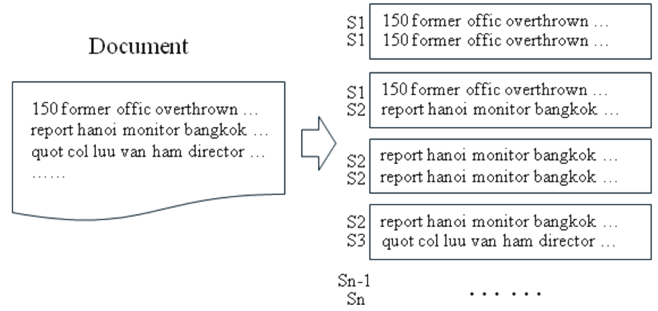 Document
150 former offic overthrown …
report hanoi monitor bangkok …
quot col luu van ham director …
……
S1 150 former offic overthrown …
S1 150 former offic overthrown …
S1 150 former offic overthrown …
S2 report hanoi monitor bangkok …
S2 report hanoi monitor bangkok …
S2 report hanoi monitor bangkok …
S2 report hanoi monitor bangkok …
S3 quot col luu van ham director …
Sn-1
Sn ……